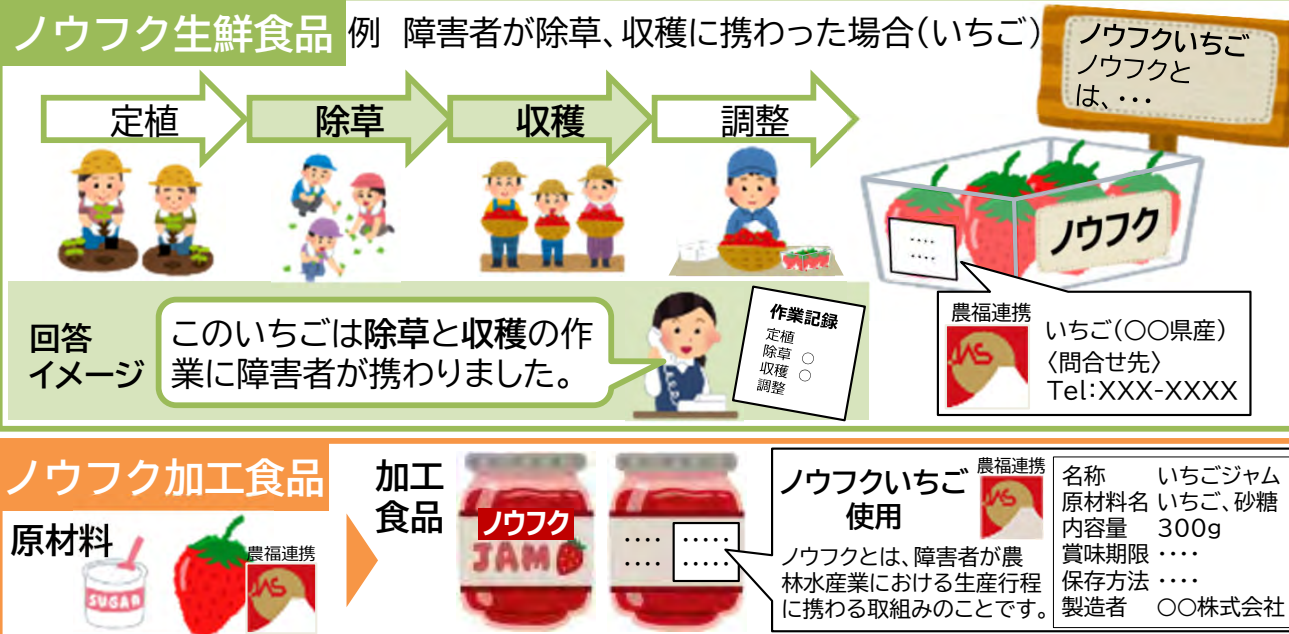 ノウフク生鮮食品
例 障害者が除草、収穫に携わった場合(いちご)
定植
除草
収穫
調整
ノウフクいちご
ノウフクと
は、・・・
ノウフク
....
....
農福連携
JAS
いちご(○○県産)
〈問合せ先〉
Tel:XXX-XXXX
回答
イメージ
このいちごは除草と収穫の作
業に障害者が携わりました。
作業記録
定植
除草 ○
収穫 ○
調整
ノウフク加工食品
原材料
SUGAR
農福連携
JAS
加工
食品
ノウフク
JAM
.... .....
.... .....
ノウフクいちご
使用
農福連携
JAS
ノウフクとは、障害者が農
林水産業における生産行程
に携わる取組みのことです。
名称 いちごジャム
原材料名 いちご、砂糖
内容量 300g
賞味期限 ・・・・
保存方法 ・・・・
製造者 ○○株式会社